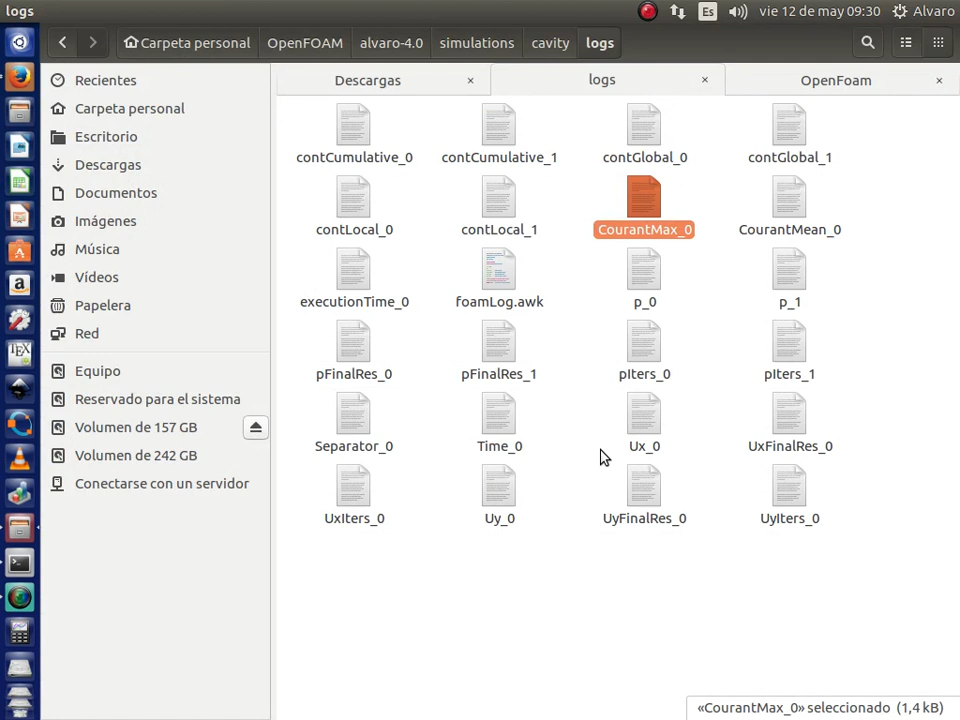 logs
Es
vie 12 de may 09:30
Alvaro
Carpeta personal
OpenFOAM
alvaro-4.0
simulations
cavity
logs
Recientes
Carpeta personal
Escritorio
Descargas
Documentos
Imágenes
Música
Vídeos
Papelera
Red
Equipo
Reservado para el sistema
Volumen de 157 GB
Volumen de 242 GB
Conectarse con un servidor
Descargas ×
logs ×
OpenFoam ×
contCumulative_0
contCumulative_1
contGlobal_0
contGlobal_1
contLocal_0
contLocal_1
CourantMax_0
CourantMean_0
executionTime_0
foamLog.awk
p_0
p_1
pFinalRes_0
pFinalRes_1
pIters_0
pIters_1
Separator_0
Time_0
Ux_0
UxFinalRes_0
UxIters_0
Uy_0
UyFinalRes_0
UyIters_0
«CourantMax_0» seleccionado (1,4 kB)
TEX
a